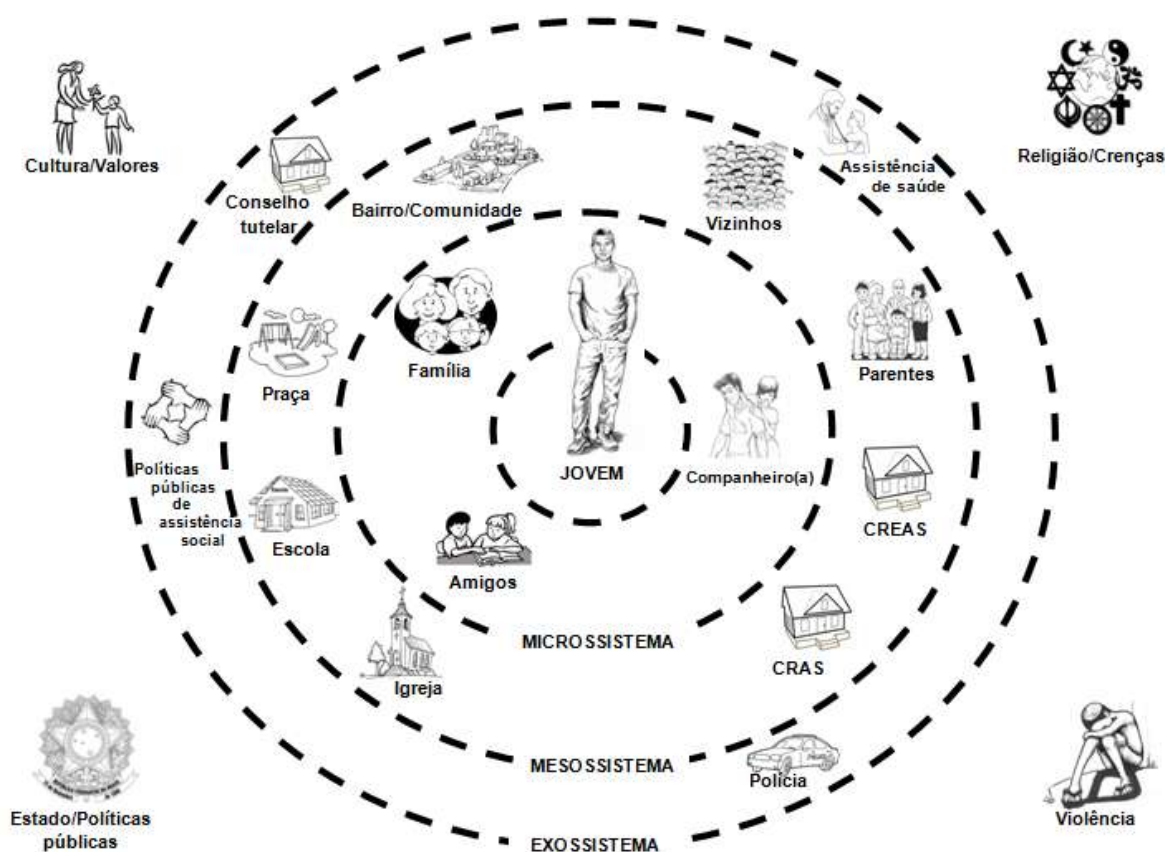 Cultura/Valores
Religião/Crenças
Conselho
tutelar
Bairro/Comunidade
Vizinhos
Assistência
de saúde
Praça
Família
Parentes
JOVEM
Companheiro(a)
Políticas
públicas
de
assistência
social
Escola
CREAS
Amigos
MICROSSISTEMA
CRAS
Igreja
MESOSSISTEMA
Polícia
Estado/Políticas
públicas
EXOSSISTEMA
Violência